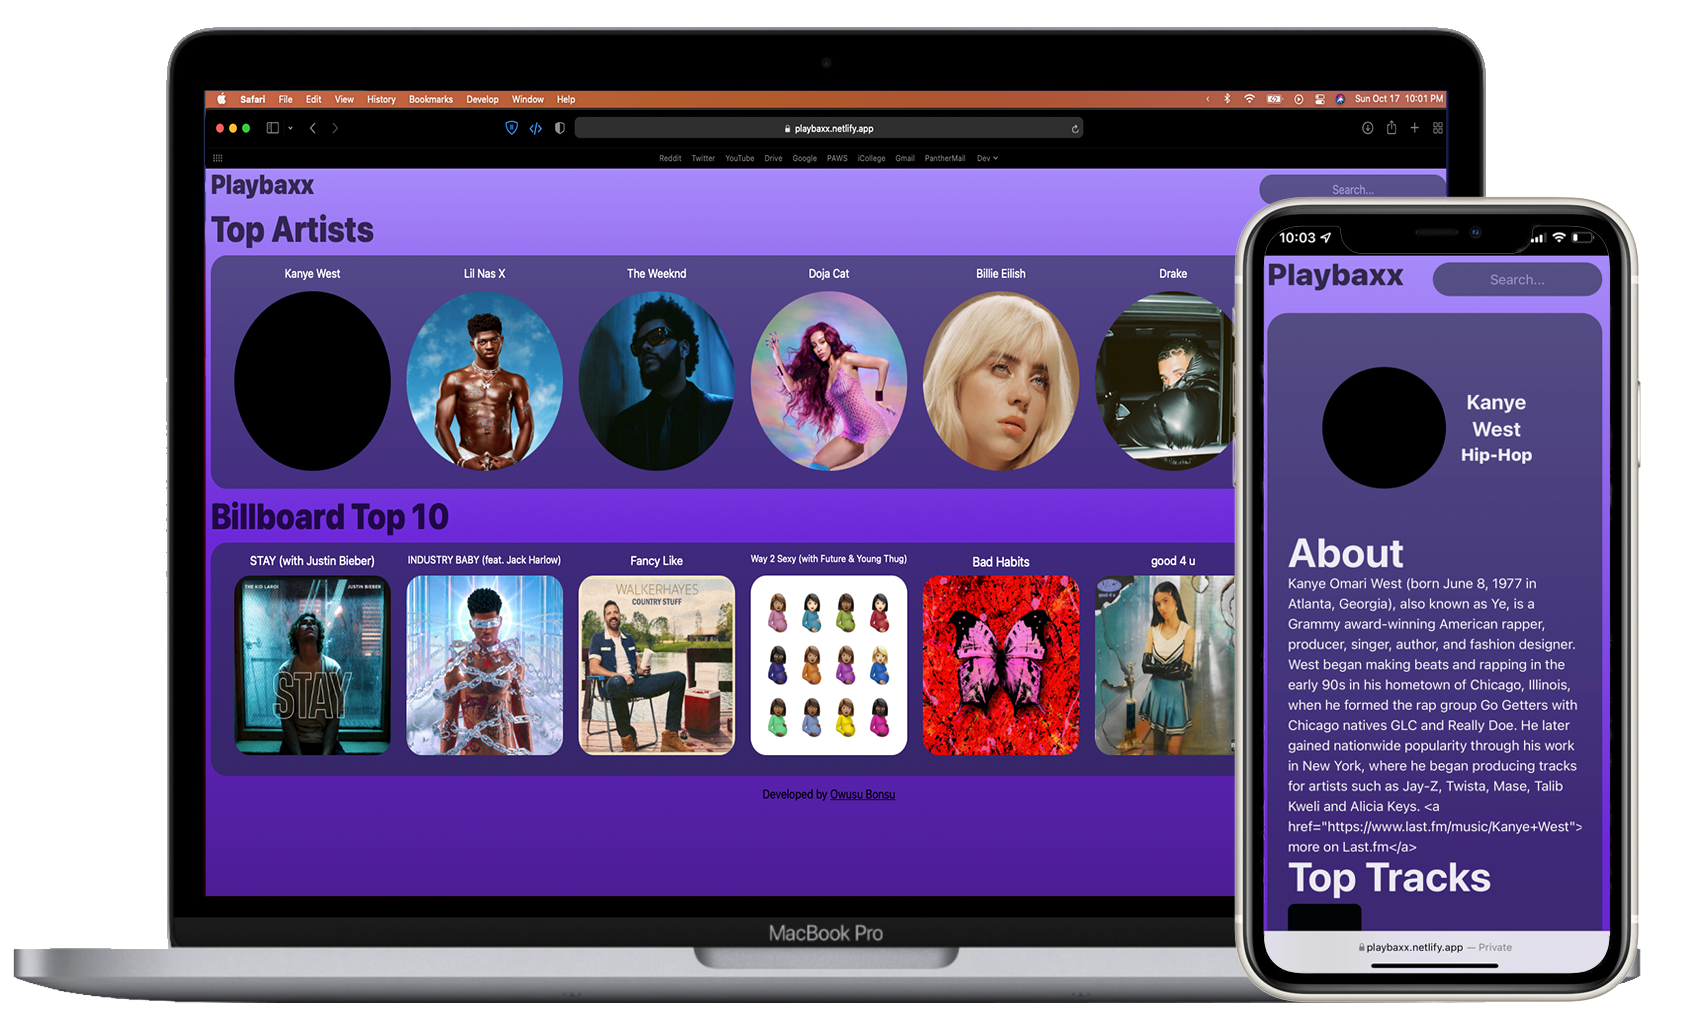 Safari File Edit View History Bookmarks Develop Window Help
Sun Oct 17 10:01 PM
playbaxx.netlify.app
Reddit Twitter YouTube Drive Google PAWS iCollege Gmail PantherMail Dev
Playbaxx
Search...
Top Artists
Kanye West
Lil Nas X
The Weeknd
Doja Cat
Billie Eilish
Drake
Billboard Top 10
STAY (with Justin Bieber)
INDUSTRY BABY (feat. Jack Harlow)
Fancy Like
Way 2 Sexy (with Future & Young Thug)
Bad Habits
good 4 u
THE KID LAROI
JUSTIN BIEBER
STAY
WALKER HAYES
COUNTRY STUFF
Developed by Owusu Bonsu
MacBook Pro
10:03
Playbaxx
Search...
Kanye
West
Hip-Hop
About
Kanye Omari West (born June 8, 1977 in
Atlanta, Georgia), also known as Ye, is a
Grammy award-winning American rapper,
producer, singer, author, and fashion designer.
West began making beats and rapping in the
early 90s in his hometown of Chicago, Illinois,
when he formed the rap group Go Getters with
Chicago natives GLC and Really Doe. He later
gained nationwide popularity through his work
in New York, where he began producing tracks
for artists such as Jay-Z, Twista, Mase, Talib
Kweli and Alicia Keys. <a
href="https://www.last.fm/music/Kanye+West">
more on Last.fm</a>
Top Tracks
playbaxx.netlify.app — Private